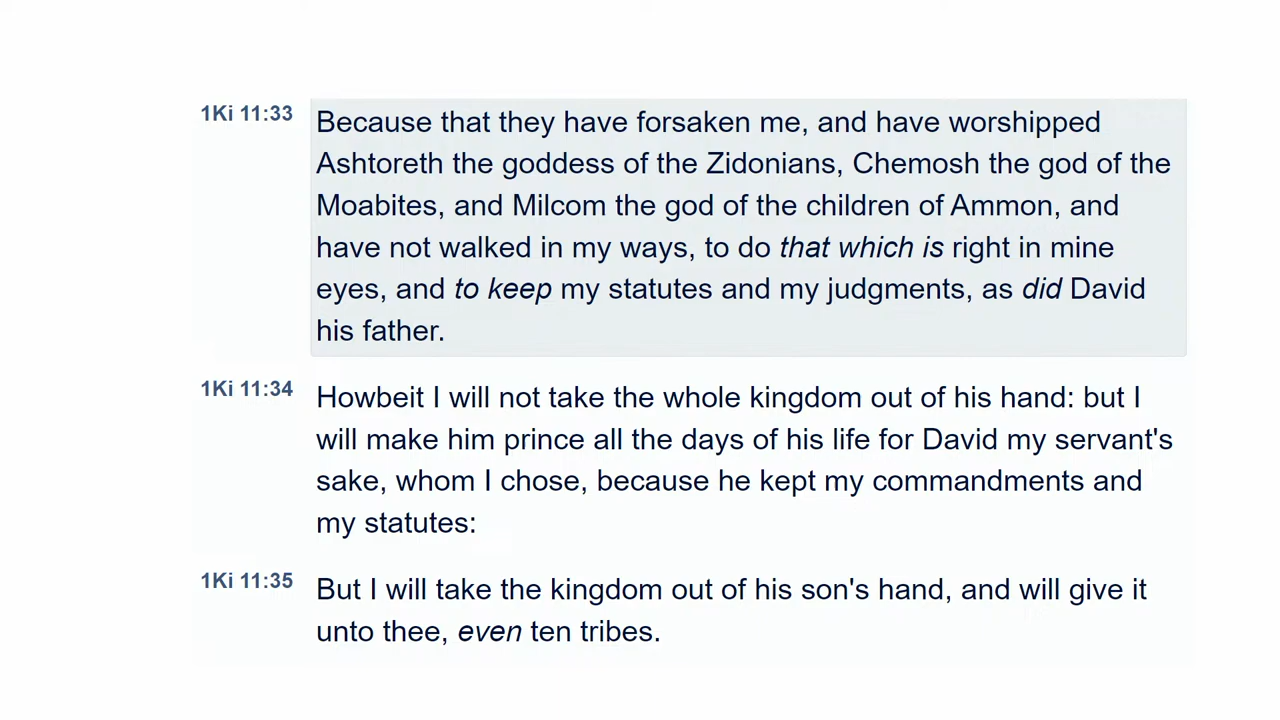 1Ki 11:33
Because that they have forsaken me, and have worshipped
Ashtoreth the goddess of the Zidonians, Chemosh the god of the
Moabites, and Milcom the god of the children of Ammon, and
have not walked in my ways, to do that which is right in mine
eyes, and to keep my statutes and my judgments, as did David
his father.
1Ki 11:34
Howbeit I will not take the whole kingdom out of his hand: but I
will make him prince all the days of his life for David my servant's
sake, whom I chose, because he kept my commandments and
my statutes:
1Ki 11:35
But I will take the kingdom out of his son's hand, and will give it
unto thee, even ten tribes.